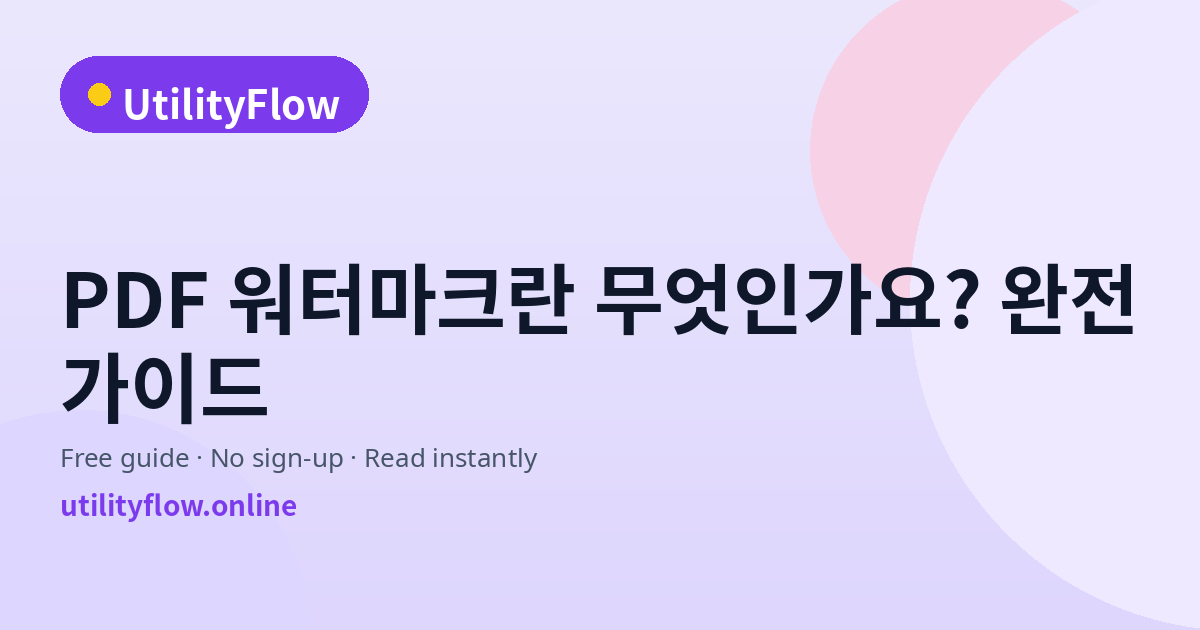 UtilityFlow
PDF 워터마크란 무엇인가요? 완전
가이드
Free guide · No sign-up · Read instantly
utilityflow.online